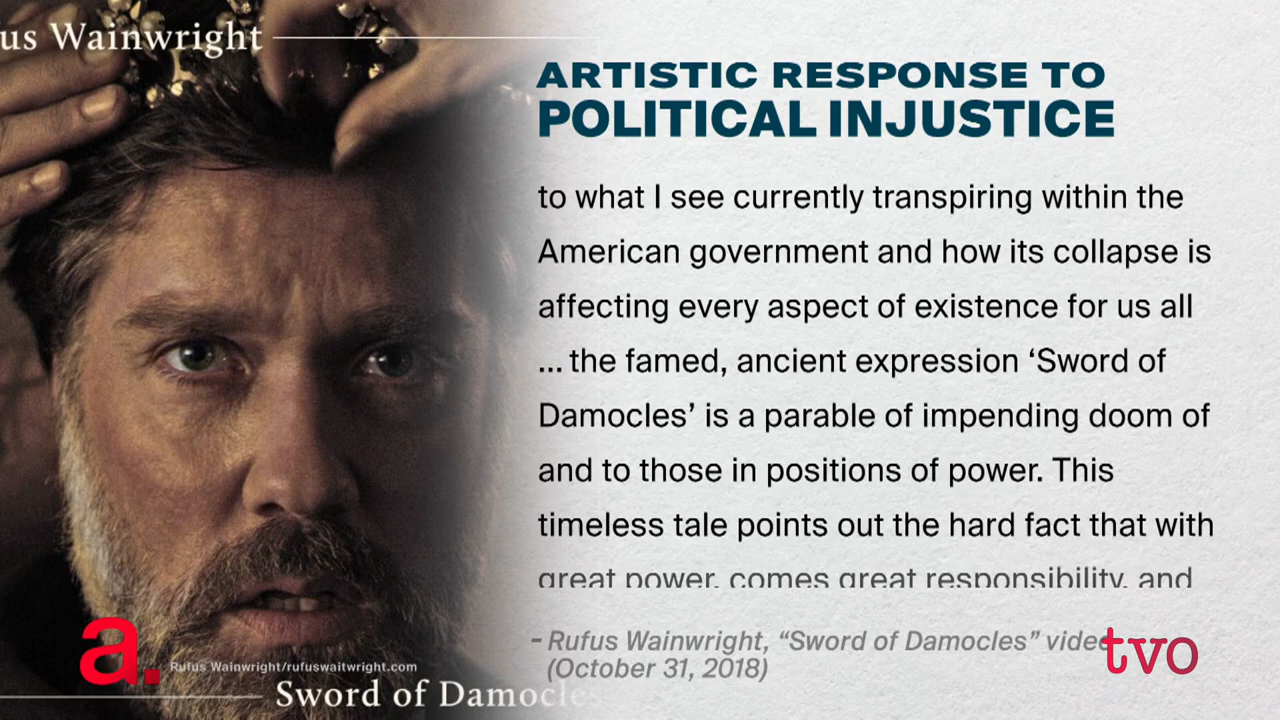 us Wainwright
ARTISTIC RESPONSE TO
POLITICAL INJUSTICE
to what I see currently transpiring within the
American government and how its collapse is
affecting every aspect of existence for us all
... the famed, ancient expression ‘Sword of
Damocles’ is a parable of impending doom of
and to those in positions of power. This
timeless tale points out the hard fact that with
great power, comes great responsibility, and
- Rufus Wainwright, “Sword of Damocles” video
(October 31, 2018)
a.
Rufus Wainwright/rufuswaitwright.com
tvo
Sword of Damocle